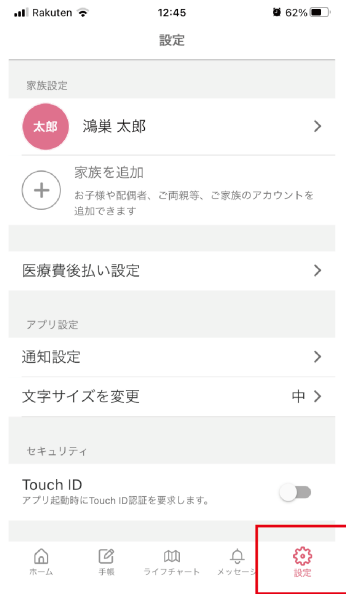 Rakuten 12:45 62%
設定
家族設定
太郎 鴻巣 太郎
家族を追加
お子様や配偶者、ご両親等、ご家族のアカウントを
追加できます
医療費後払い設定
アプリ設定
通知設定
文字サイズを変更 中
セキュリティ
Touch ID
アプリ起動時にTouch ID認証を要求します。
ホーム 手帳 ライフチャート メッセージ 設定